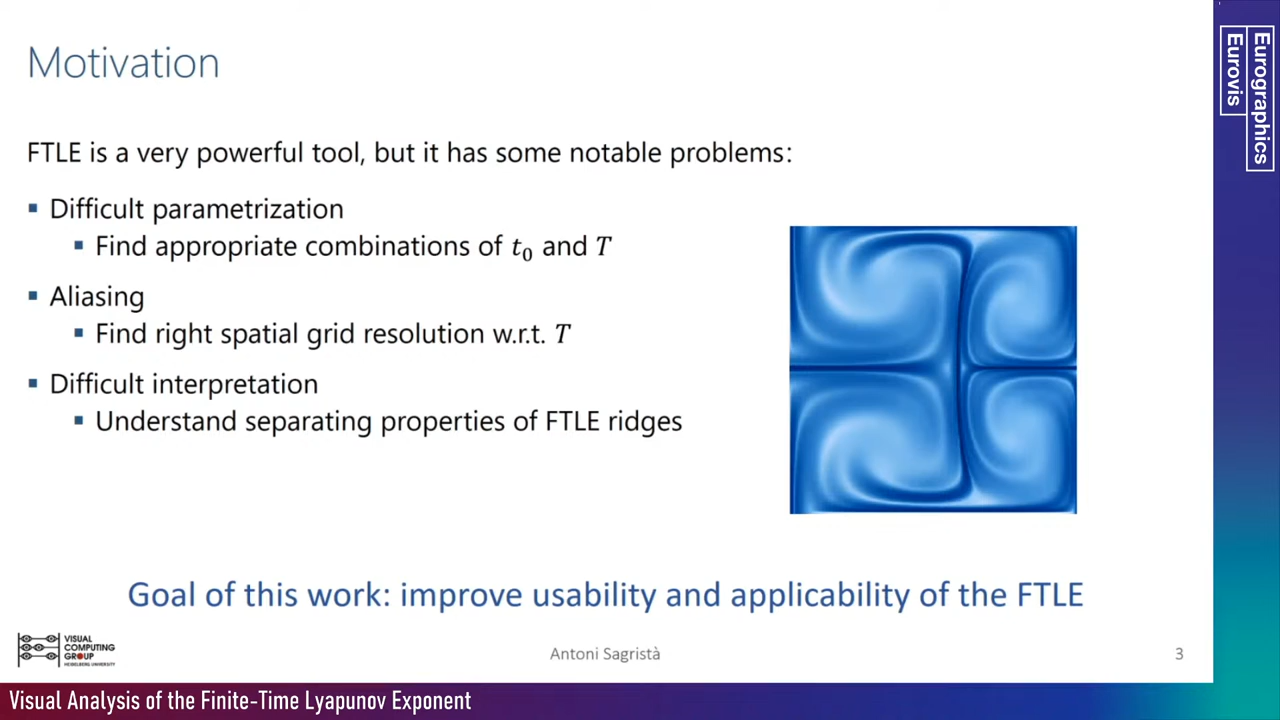 Motivation
FTLE is a very powerful tool, but it has some notable problems:
▪ Difficult parametrization
▪ Find appropriate combinations of t₀ and T
▪ Aliasing
▪ Find right spatial grid resolution w.r.t. T
▪ Difficult interpretation
▪ Understand separating properties of FTLE ridges
Goal of this work: improve usability and applicability of the FTLE
VISUAL
COMPUTING
GROUP
HEIDELBERG UNIVERSITY
Antoni Sagristà
3
Visual Analysis of the Finite-Time Lyapunov Exponent
Eurographics
Eurovis